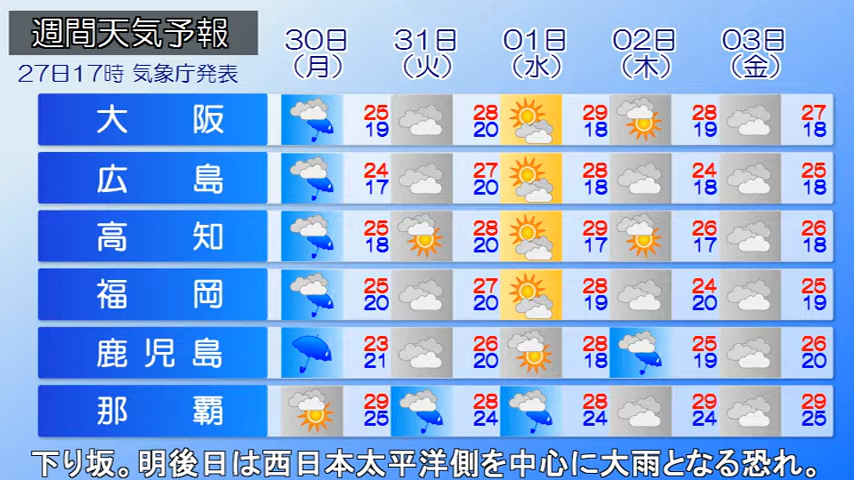 週間天気予報
27日17時 気象庁発表
30日 31日 01日 02日 03日
(月) (火) (水) (木) (金)
大阪 25 28 29 28 27
19 20 18 19 18
広島 24 27 28 24 25
17 20 18 18 18
高知 25 28 29 26 26
18 20 17 17 18
福岡 25 27 28 24 25
20 20 19 20 19
鹿児島 23 26 28 25 26
21 20 18 19 20
那覇 29 28 28 29 29
25 24 24 24 25
下り坂。明後日は西日本太平洋側を中心に大雨となる恐れ。